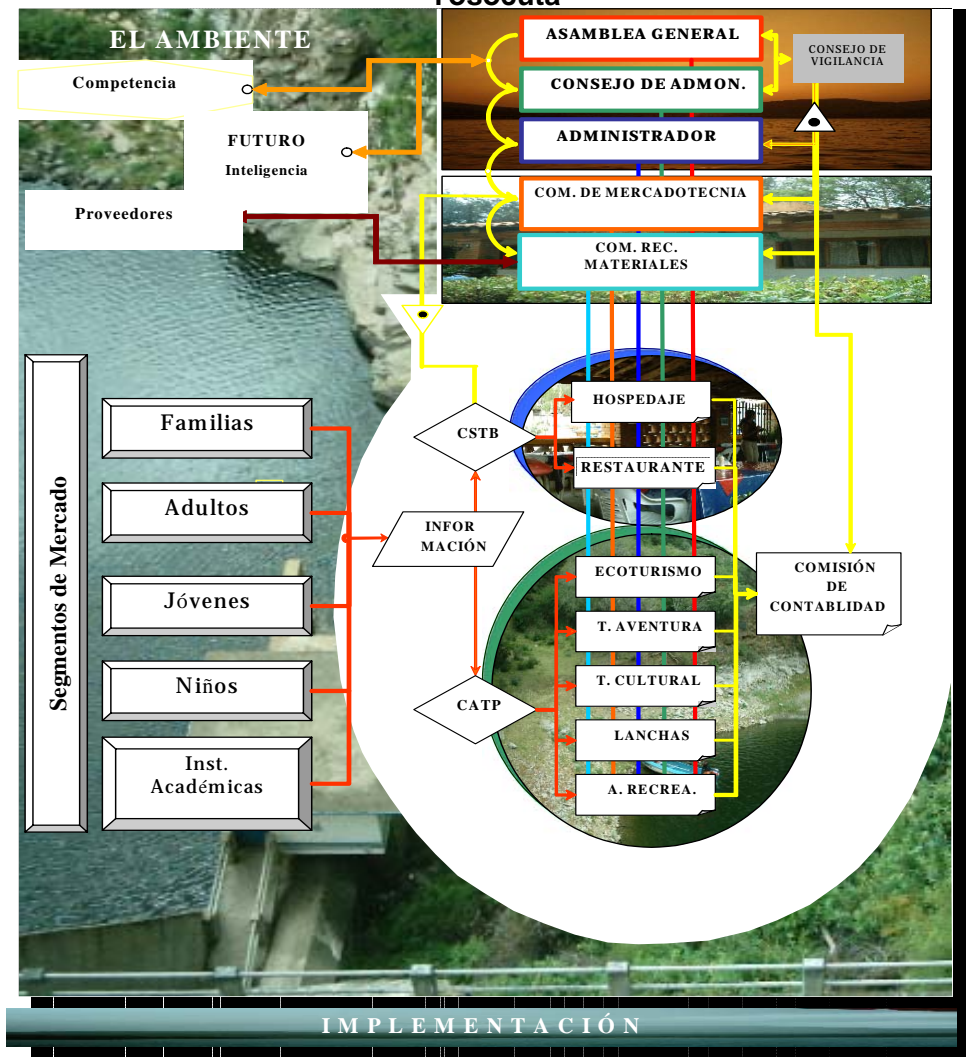 EL AMBIENTE
Competencia
FUTURO
Inteligencia
Proveedores
ASAMBLEA GENERAL
CONSEJO DE ADMON.
ADMINISTRADOR
COM. DE MERCADOTECNIA
COM. REC.
MATERIALES
CONSEJO DE
VIGILANCIA
Segmentos de Mercado
Familias
Adultos
Jóvenes
Niños
Inst.
Académicas
INFOR
MACIÓN
CSTB
CATP
HOSPEDAJE
RESTAURANTE
ECOTURISMO
T. AVENTURA
T. CULTURAL
LANCHAS
A. RECREA.
COMISIÓN
DE
CONTABLIDAD
IMPLEMENTACIÓN